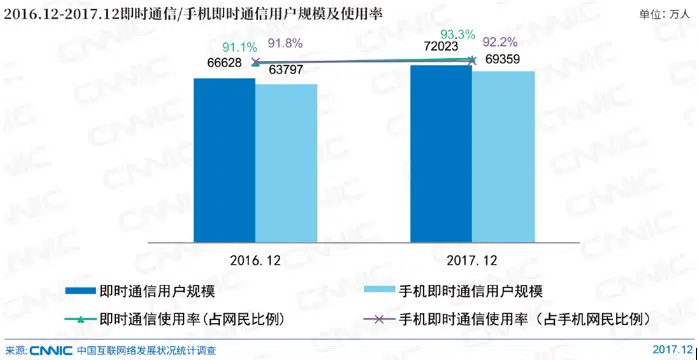 2016.12-2017.12即时通信/手机即时通信用户规模及使用率
单位：万人
91.1% 91.8% 93.3% 92.2%
66628 63797 72023 69359
2016. 12 2017. 12
即时通信用户规模 手机即时通信用户规模
即时通信使用率(占网民比例) 手机即时通信使用率（占手机网民比例）
来源: CNNIC 中国互联网络发展状况统计调查 2017.12